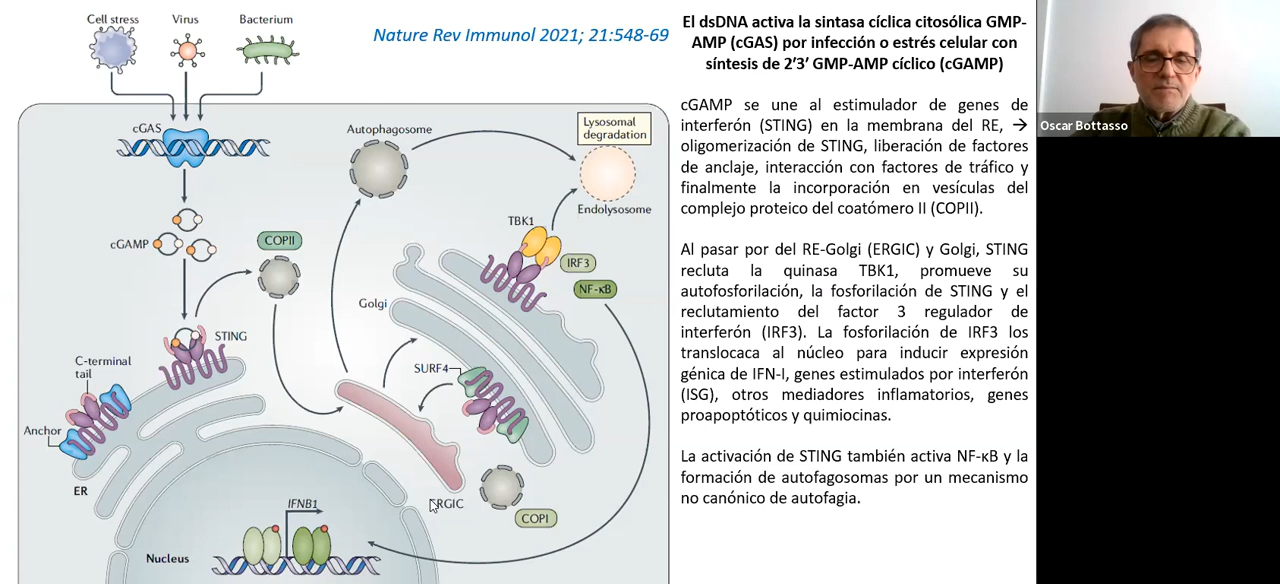 Cell stress
Virus
Bacterium
Nature Rev Immunol 2021; 21:548-69
cGAS
Autophagosome
Lysosomal
degradation
Endolysosome
TBK1
IRF3
NF-κB
cGAMP
COPII
Golgi
STING
C-terminal
tail
SURF4
Anchor
ER
ERGIC
COPI
IFNB1
Nucleus
El dsDNA activa la sintasa cíclica citosólica GMP-
AMP (cGAS) por infección o estrés celular con
síntesis de 2′3′ GMP-AMP cíclico (cGAMP)
cGAMP se une al estimulador de genes de
interferón (STING) en la membrana del RE, →
oligomerización de STING, liberación de factores
de anclaje, interacción con factores de tráfico y
finalmente la incorporación en vesículas del
complejo proteico del coatómero II (COPII).
Al pasar por del RE-Golgi (ERGIC) y Golgi, STING
recluta la quinasa TBK1, promueve su
autofosforilación, la fosforilación de STING y el
reclutamiento del factor 3 regulador de
interferón (IRF3). La fosforilación de IRF3 los
translocaca al núcleo para inducir expresión
génica de IFN-I, genes estimulados por interferón
(ISG), otros mediadores inflamatorios, genes
proapoptóticos y quimiocinas.
La activación de STING también activa NF-κB y la
formación de autofagosomas por un mecanismo
no canónico de autofagia.
Oscar Bottasso